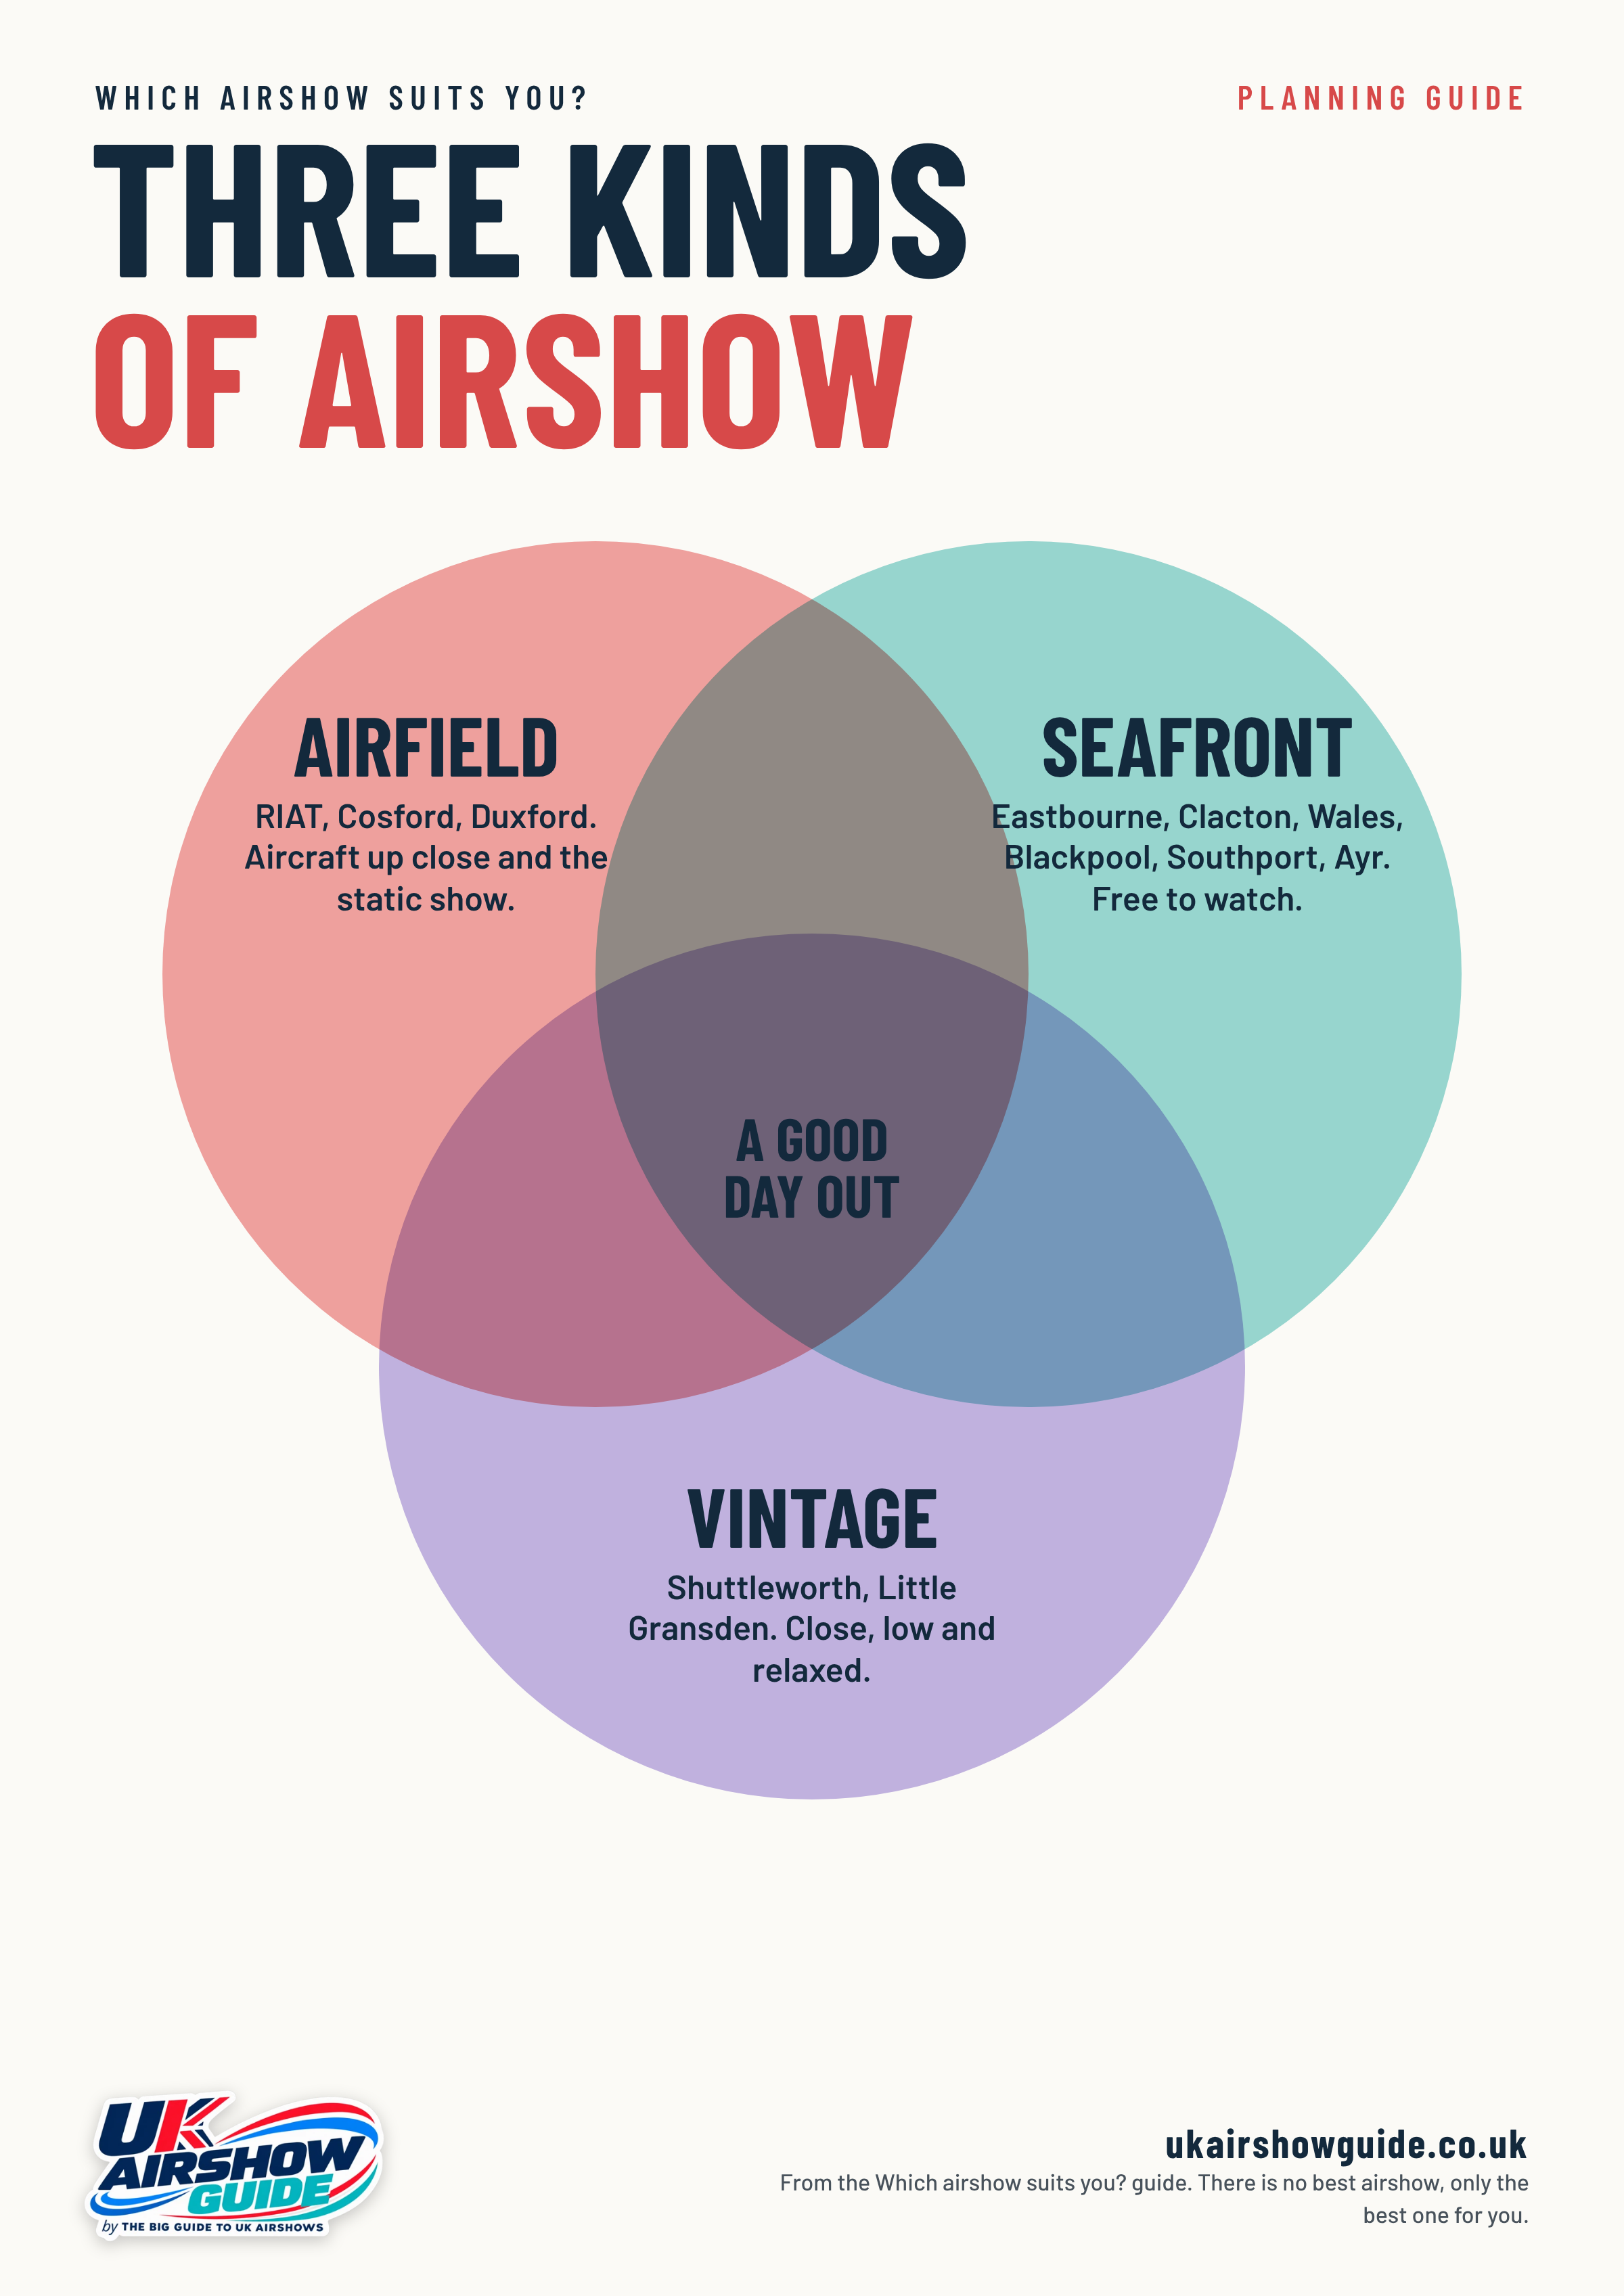 WHICH AIRSHOW SUITS YOU?
PLANNING GUIDE
THREE KINDS
OF AIRSHOW
AIRFIELD
RIAT, Cosford, Duxford.
Aircraft up close and the
static show.
SEAFRONT
Eastbourne, Clacton, Wales,
Blackpool, Southport, Ayr.
Free to watch.
A GOOD
DAY OUT
VINTAGE
Shuttleworth, Little
Gransden. Close, low and
relaxed.
UK
AIRSHOW
GUIDE
by THE BIG GUIDE TO UK AIRSHOWS
ukairshowguide.co.uk
From the Which airshow suits you? guide. There is no best airshow, only the
best one for you.